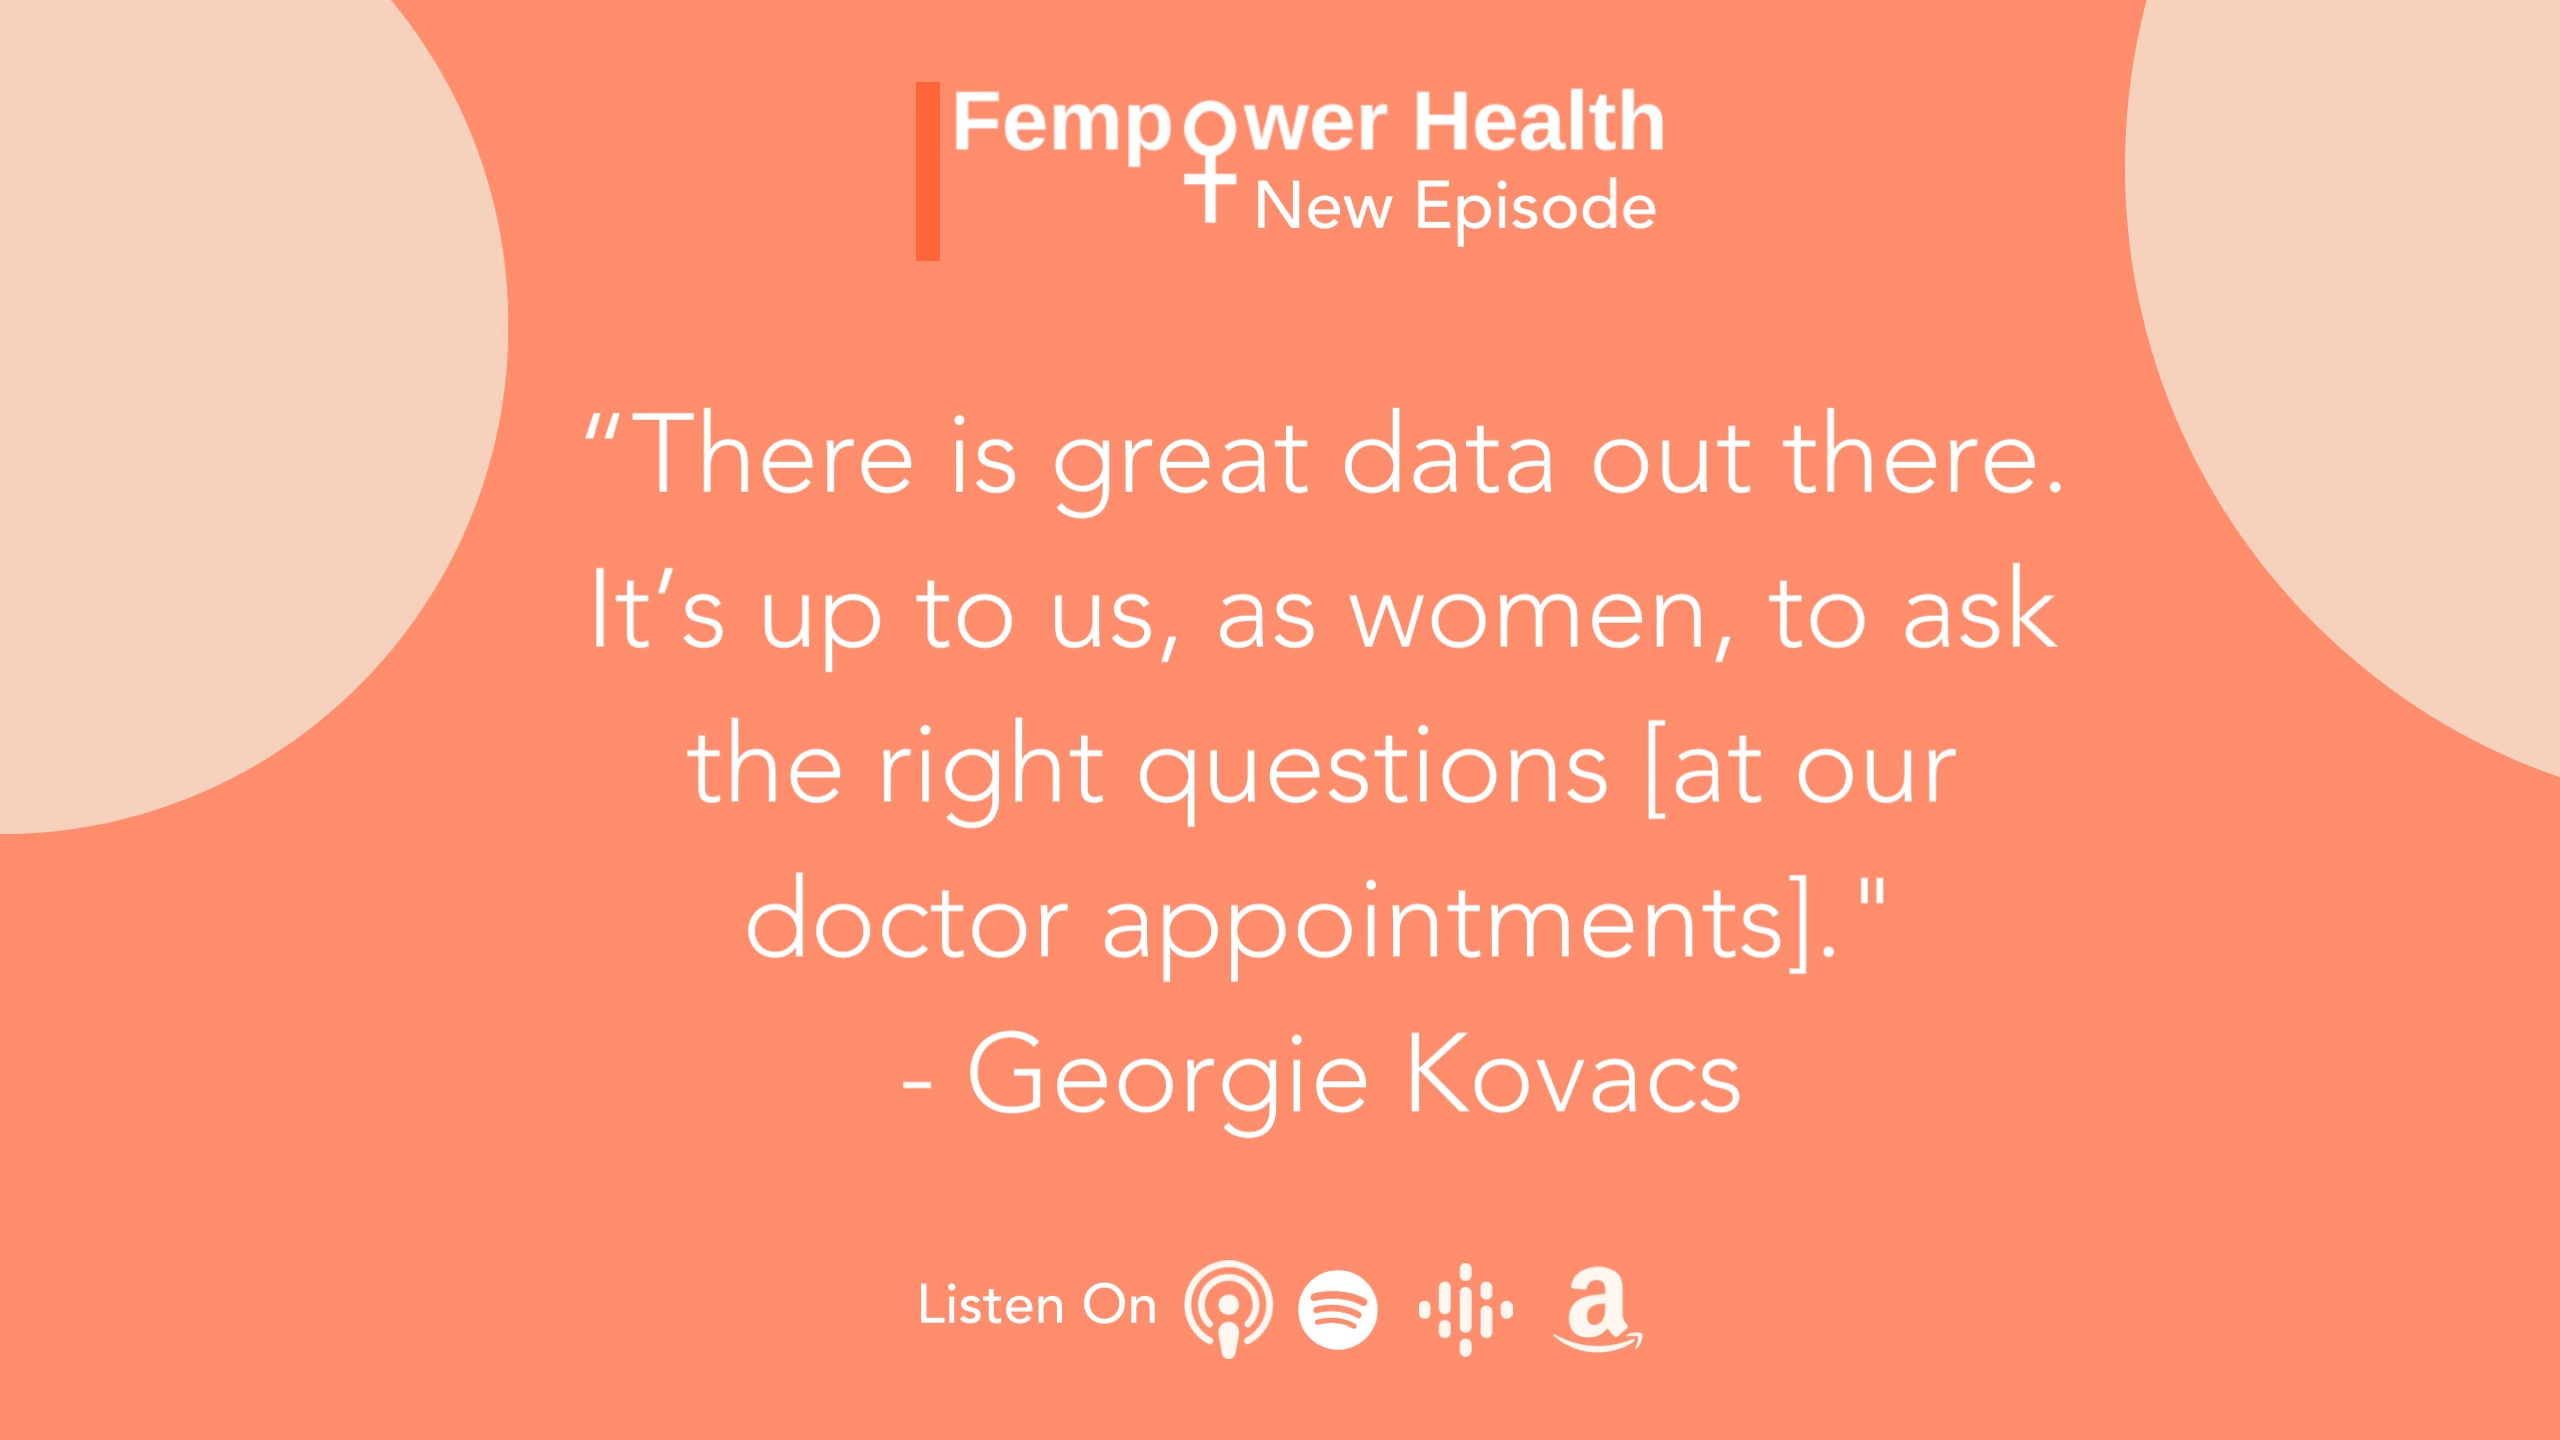 Fempower Health
New Episode
“There is great data out there.
It’s up to us, as women, to ask
the right questions [at our
doctor appointments]."
- Georgie Kovacs
Listen On